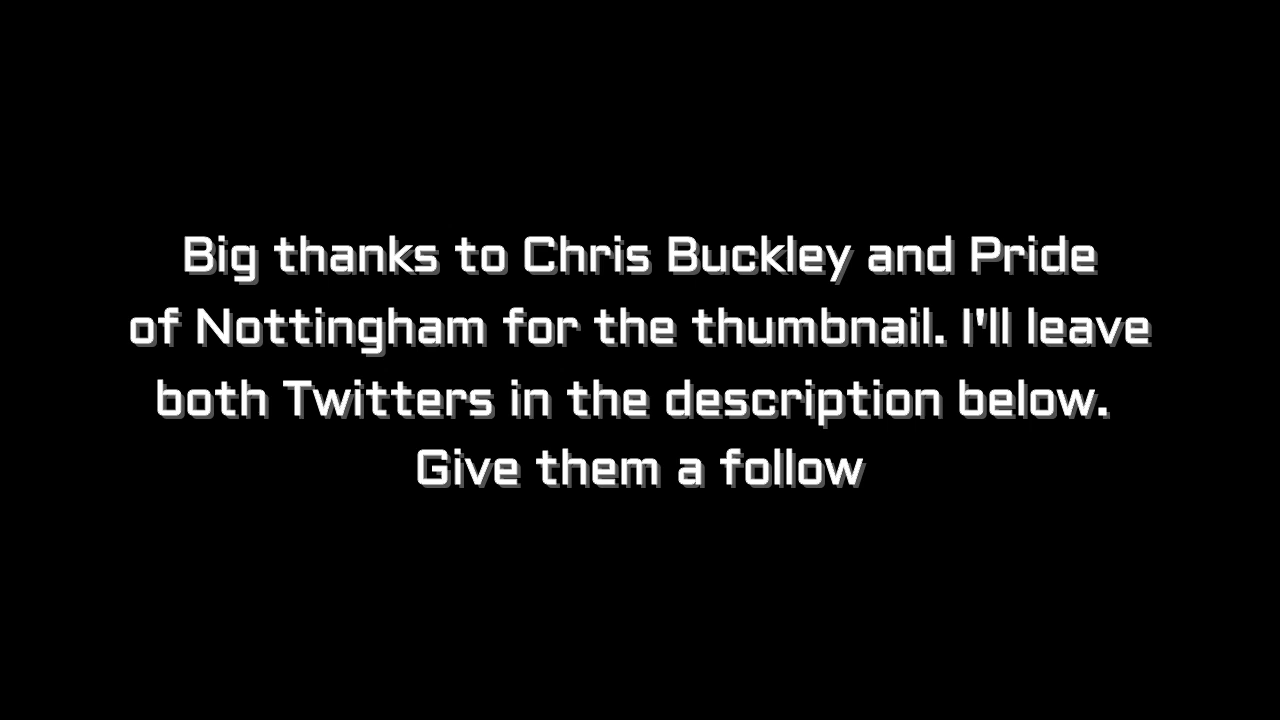 Big thanks to Chris Buckley and Pride
of Nottingham for the thumbnail. I'll leave
both Twitters in the description below.
Give them a follow